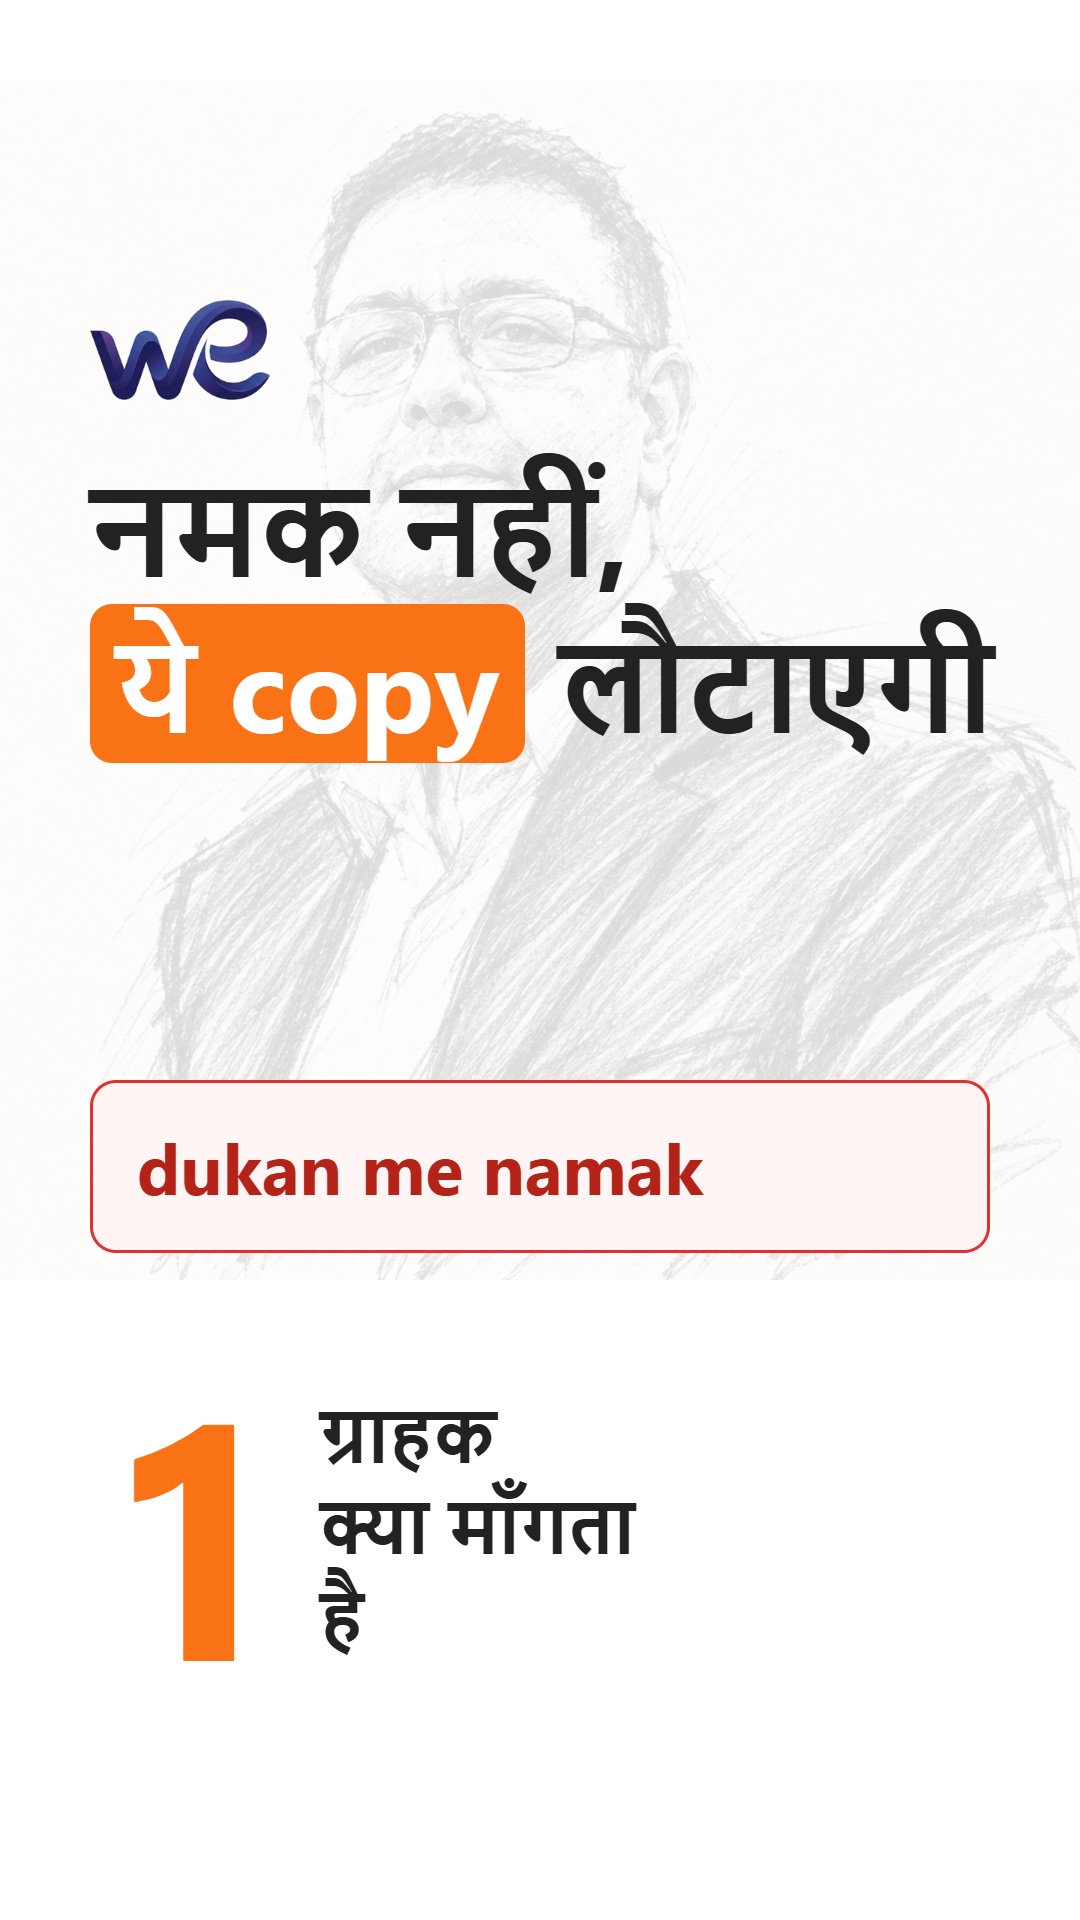 we
नमक नहीं,
ये copy लौटाएगी
dukan me namak
1
ग्राहक
क्या माँगता
है